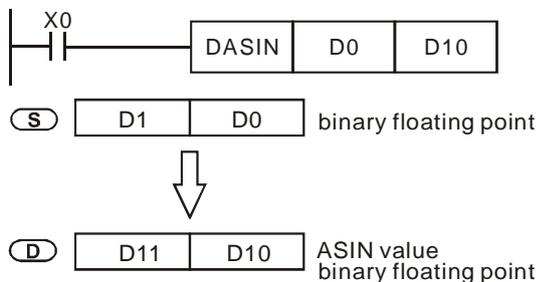 X0
DASIN D0 D10
S D1 D0 binary floating point
D D11 D10 ASIN value
binary floating point